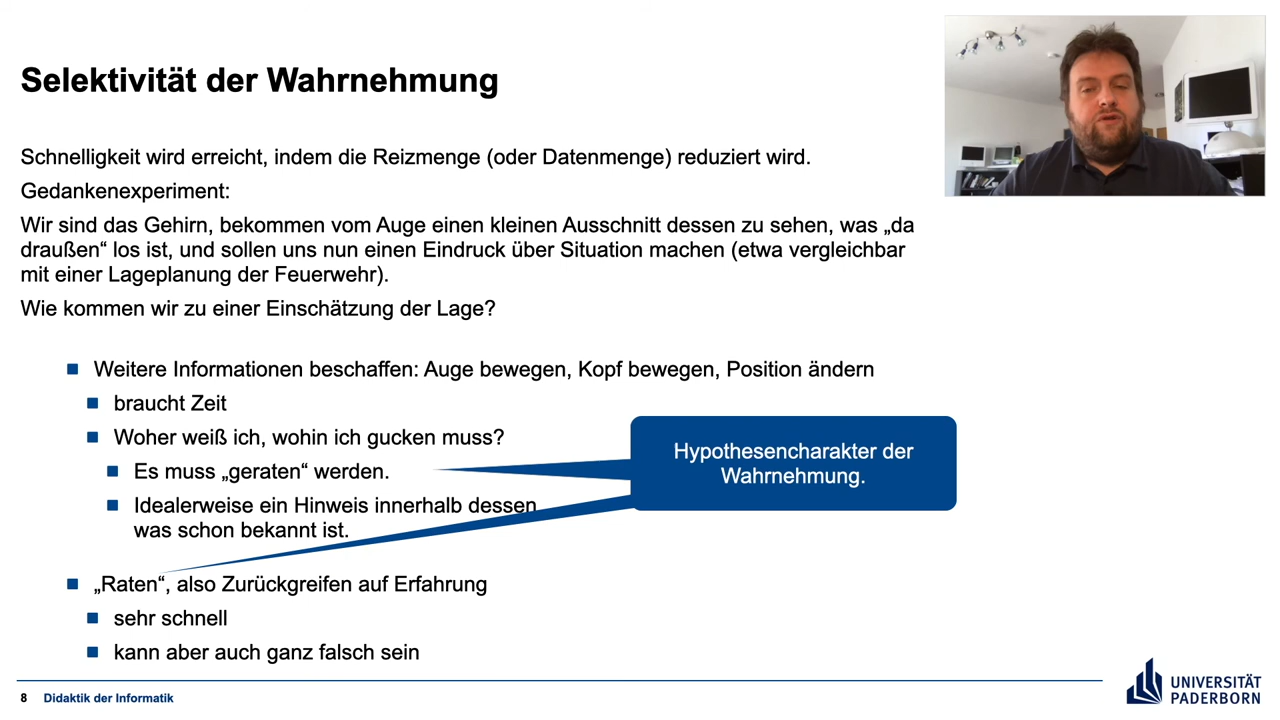 Selektivität der Wahrnehmung
Schnelligkeit wird erreicht, indem die Reizmenge (oder Datenmenge) reduziert wird.
Gedankenexperiment:
Wir sind das Gehirn, bekommen vom Auge einen kleinen Ausschnitt dessen zu sehen, was „da
draußen“ los ist, und sollen uns nun einen Eindruck über Situation machen (etwa vergleichbar
mit einer Lageplanung der Feuerwehr).
Wie kommen wir zu einer Einschätzung der Lage?
Weitere Informationen beschaffen: Auge bewegen, Kopf bewegen, Position ändern
braucht Zeit
Woher weiß ich, wohin ich gucken muss?
Es muss „geraten“ werden.
Idealerweise ein Hinweis innerhalb dessen
was schon bekannt ist.
Hypothesencharakter der
Wahrnehmung.
„Raten“, also Zurückgreifen auf Erfahrung
sehr schnell
kann aber auch ganz falsch sein
8 Didaktik der Informatik
UNIVERSITÄT
PADERBORN
UNIVERSITÄT
PADERBORN